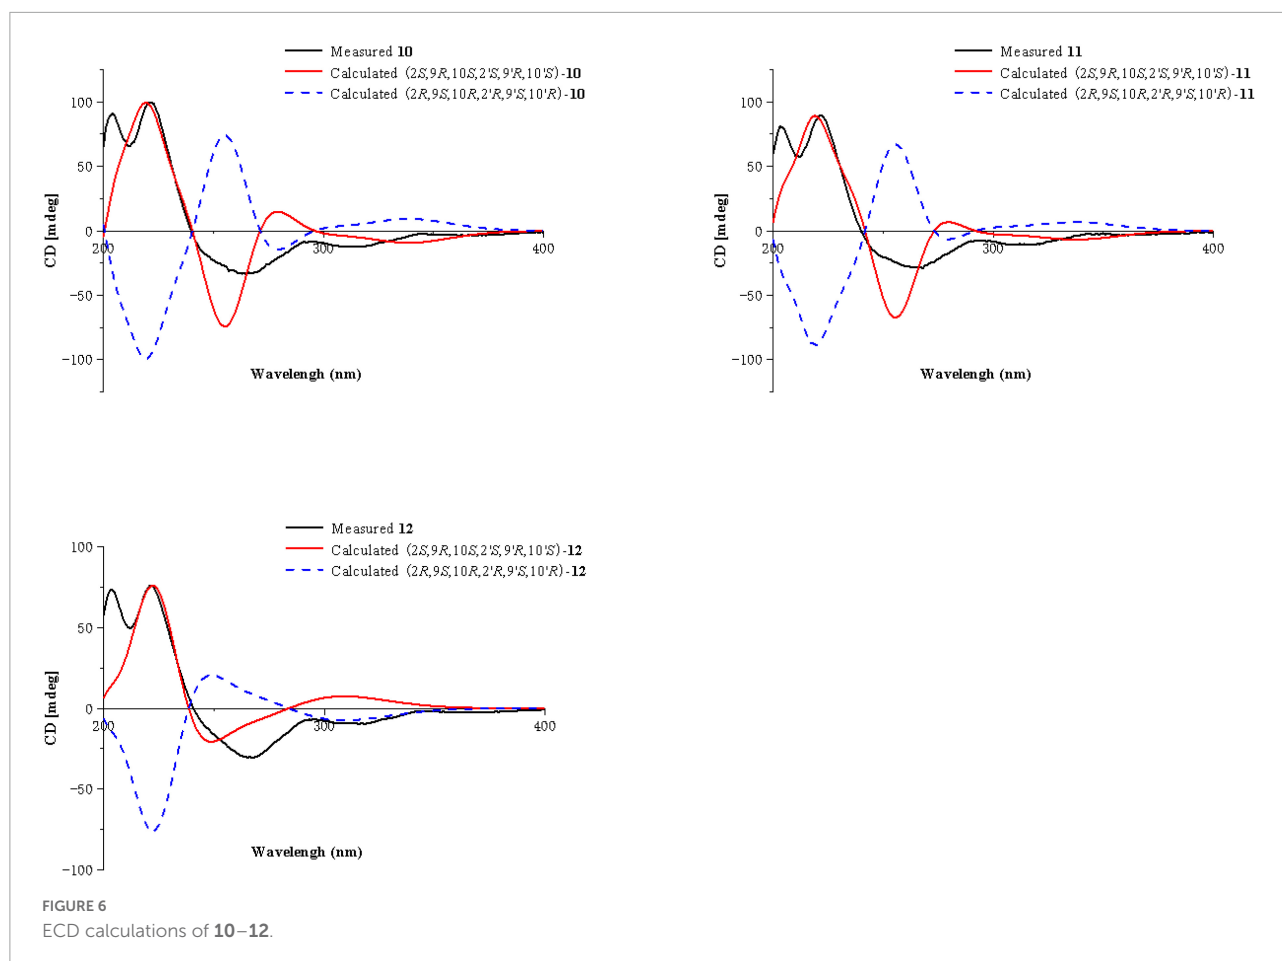 Measured 10
Calculated (2S,9R,10S,2'S,9'R,10'S)-10
Calculated (2R,9S,10R,2'R,9'S,10'R)-10
100
50
0
−50
−100
200
300
400
CD [mdeg]
Wavelengh (nm)
Measured 11
Calculated (2S,9R,10S,2'S,9'R,10'S)-11
Calculated (2R,9S,10R,2'R,9'S,10'R)-11
100
50
0
−50
−100
200
300
400
CD [mdeg]
Wavelengh (nm)
Measured 12
Calculated (2S,9R,10S,2'S,9'R,10'S)-12
Calculated (2R,9S,10R,2'R,9'S,10'R)-12
100
50
0
−50
−100
200
300
400
CD [mdeg]
Wavelengh (nm)
FIGURE 6
ECD calculations of 10–12.